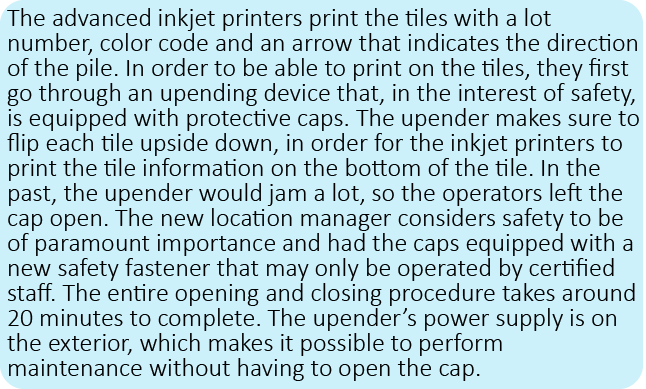 The advanced inkjet printers print the tiles with a lot
number, color code and an arrow that indicates the direction
of the pile. In order to be able to print on the tiles, they first
go through an upending device that, in the interest of safety,
is equipped with protective caps. The upender makes sure to
flip each tile upside down, in order for the inkjet printers to
print the tile information on the bottom of the tile. In the
past, the upender would jam a lot, so the operators left the
cap open. The new location manager considers safety to be
of paramount importance and had the caps equipped with a
new safety fastener that may only be operated by certified
staff. The entire opening and closing procedure takes around
20 minutes to complete. The upender’s power supply is on
the exterior, which makes it possible to perform
maintenance without having to open the cap.